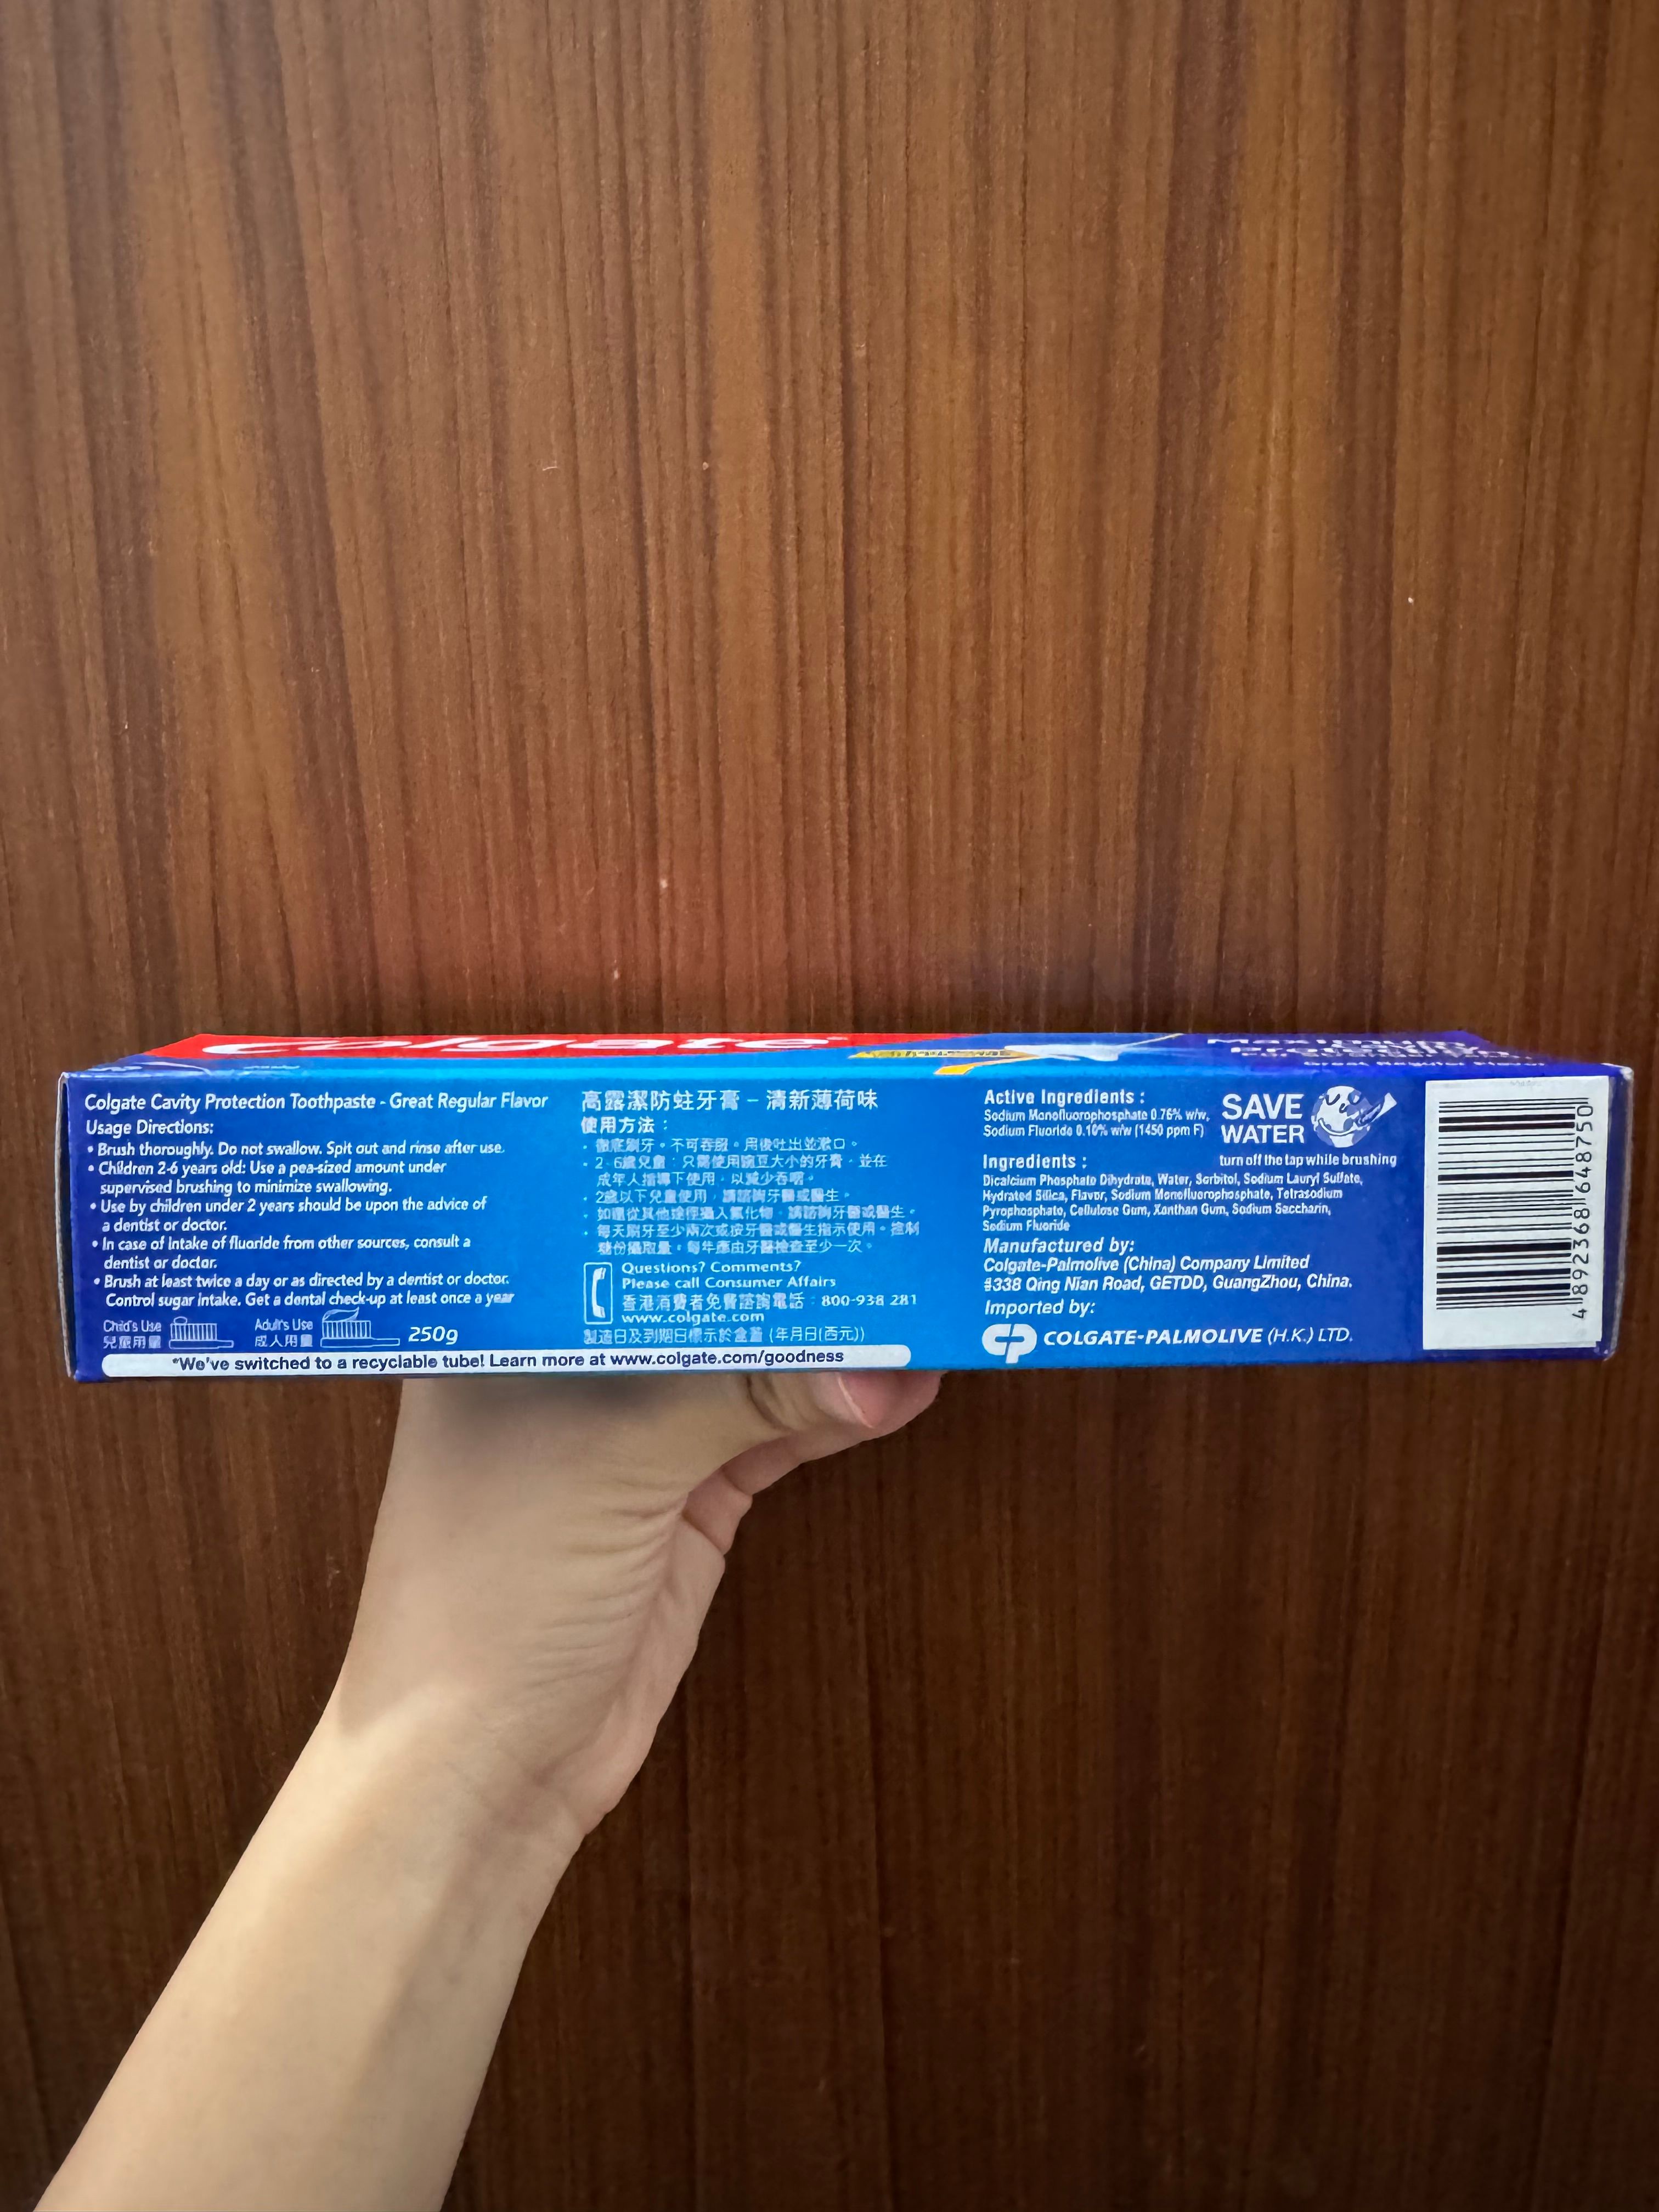 Colgate
Maximum
Great Regular Flavor
Colgate Cavity Protection Toothpaste - Great Regular Flavor
Usage Directions:
• Brush thoroughly. Do not swallow. Spit out and rinse after use.
• Children 2-6 years old: Use a pea-sized amount under
supervised brushing to minimize swallowing.
• Use by children under 2 years should be upon the advice of
a dentist or doctor.
• In case of intake of fluoride from other sources, consult a
dentist or doctor.
• Brush at least twice a day or as directed by a dentist or doctor.
Control sugar intake. Get a dental check-up at least once a year
Child's Use
兒童用量
Adult's Use
成人用量
250g
*We've switched to a recyclable tube! Learn more at www.colgate.com/goodness
高露潔防蛀牙膏 – 清新薄荷味
使用方法：
• 徹底刷牙。不可吞服。用後吐出並漱口。
• 2-6歲兒童：只需使用豌豆大小的牙膏，並在
成年人指導下使用，以減少吞嚥。
• 2歲以下兒童使用，請諮詢牙醫或醫生。
• 如還從其他途徑攝入氟化物，請諮詢牙醫或醫生。
• 每天刷牙至少兩次或按牙醫或醫生指示使用。控制
糖份攝取量。每年應由牙醫檢查至少一次。
Questions? Comments?
Please call Consumer Affairs
香港消費者免費諮詢電話：800-938 281
www.colgate.com
製造日及到期日標示於盒蓋 (年月日(西元))
Active Ingredients :
Sodium Monofluorophosphate 0.76% w/w,
Sodium Fluoride 0.10% w/w (1450 ppm F)
SAVE
WATER
turn off the tap while brushing
Ingredients :
Dicalcium Phosphate Dihydrate, Water, Sorbitol, Sodium Lauryl Sulfate,
Hydrated Silica, Flavor, Sodium Monofluorophosphate, Tetrasodium
Pyrophosphate, Cellulose Gum, Xanthan Gum, Sodium Saccharin,
Sodium Fluoride
Manufactured by:
Colgate-Palmolive (China) Company Limited
#338 Qing Nian Road, GETDD, GuangZhou, China.
Imported by:
CP COLGATE-PALMOLIVE (H.K.) LTD.
4 892368 648750